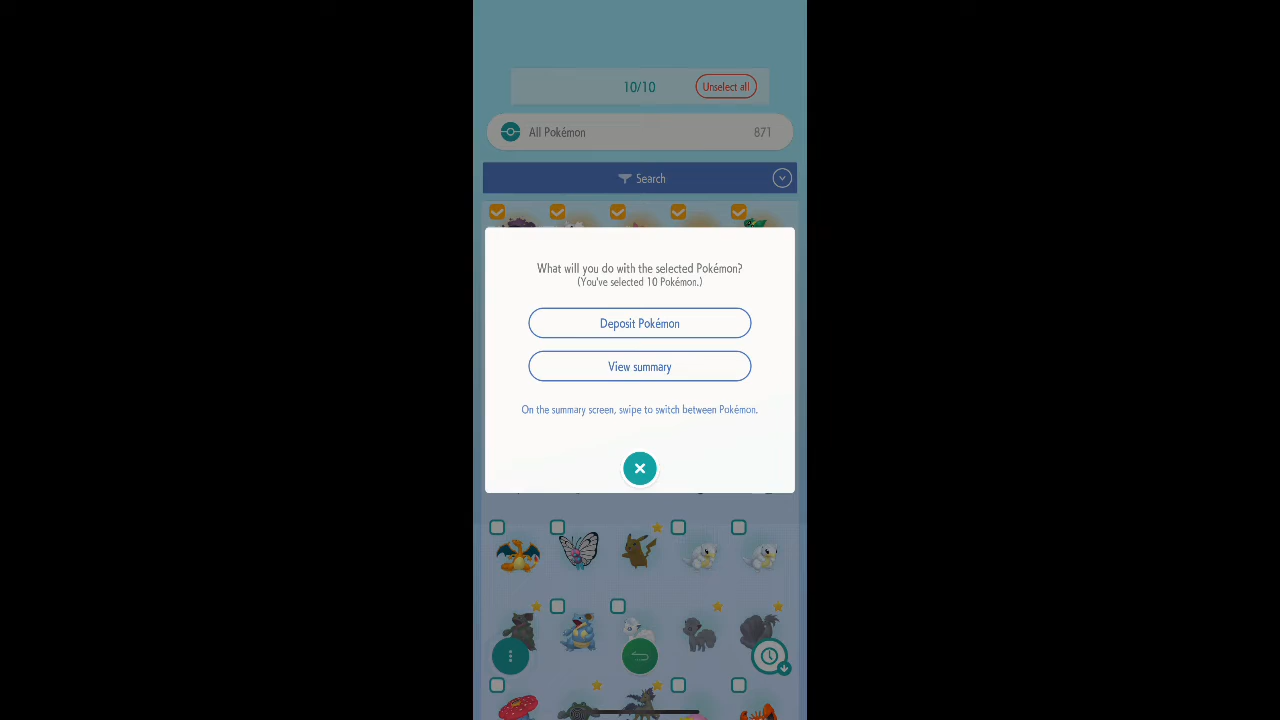 10/10
Unselect all
All Pokémon 871
Search
What will you do with the selected Pokémon?
(You've selected 10 Pokémon.)
Deposit Pokémon
View summary
On the summary screen, swipe to switch between Pokémon.